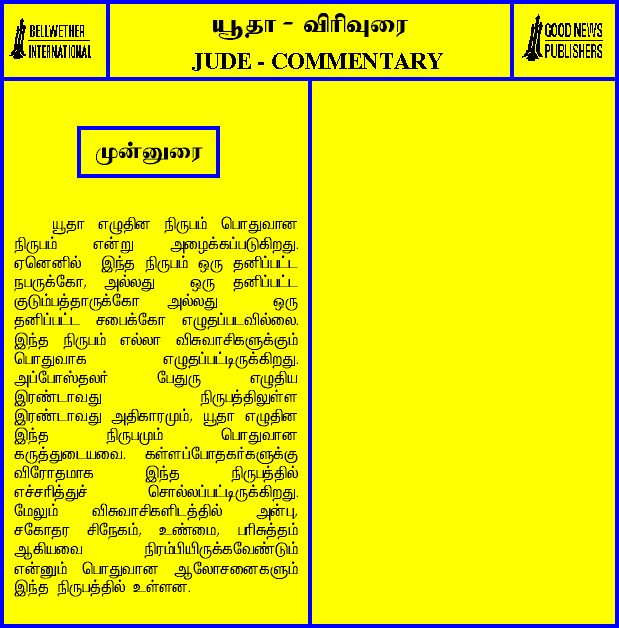 BELLWETHER
INTERNATIONAL
யூதா - விரிவுரை
JUDE - COMMENTARY
GOOD NEWS
PUBLISHERS
முன்னுரை
யூதா எழுதின நிருபம் பொதுவான
நிருபம் என்று அழைக்கப்படுகிறது.
ஏனெனில் இந்த நிருபம் ஒரு தனிப்பட்ட
நபருக்கோ, அல்லது ஒரு தனிப்பட்ட
குடும்பத்தாருக்கோ அல்லது ஒரு
தனிப்பட்ட சபைக்கோ எழுதப்படவில்லை.
இந்த நிருபம் எல்லா விசுவாசிகளுக்கும்
பொதுவாக எழுதப்பட்டிருக்கிறது.
அப்போஸ்தலர் பேதுரு எழுதிய
இரண்டாவது நிருபத்திலுள்ள
இரண்டாவது அதிகாரமும், யூதா எழுதின
இந்த நிருபமும் பொதுவான
கருத்துடையவை. கள்ளப்போதகர்களுக்கு
விரோதமாக இந்த நிருபத்தில்
எச்சரித்துச் சொல்லப்பட்டிருக்கிறது.
மேலும் விசுவாசிகளிடத்தில் அன்பு,
சகோதர சிநேகம், உண்மை, பரிசுத்தம்
ஆகியவை நிரம்பியிருக்கவேண்டும்
என்னும் பொதுவான ஆலோசனைகளும்
இந்த நிருபத்தில் உள்ளன.